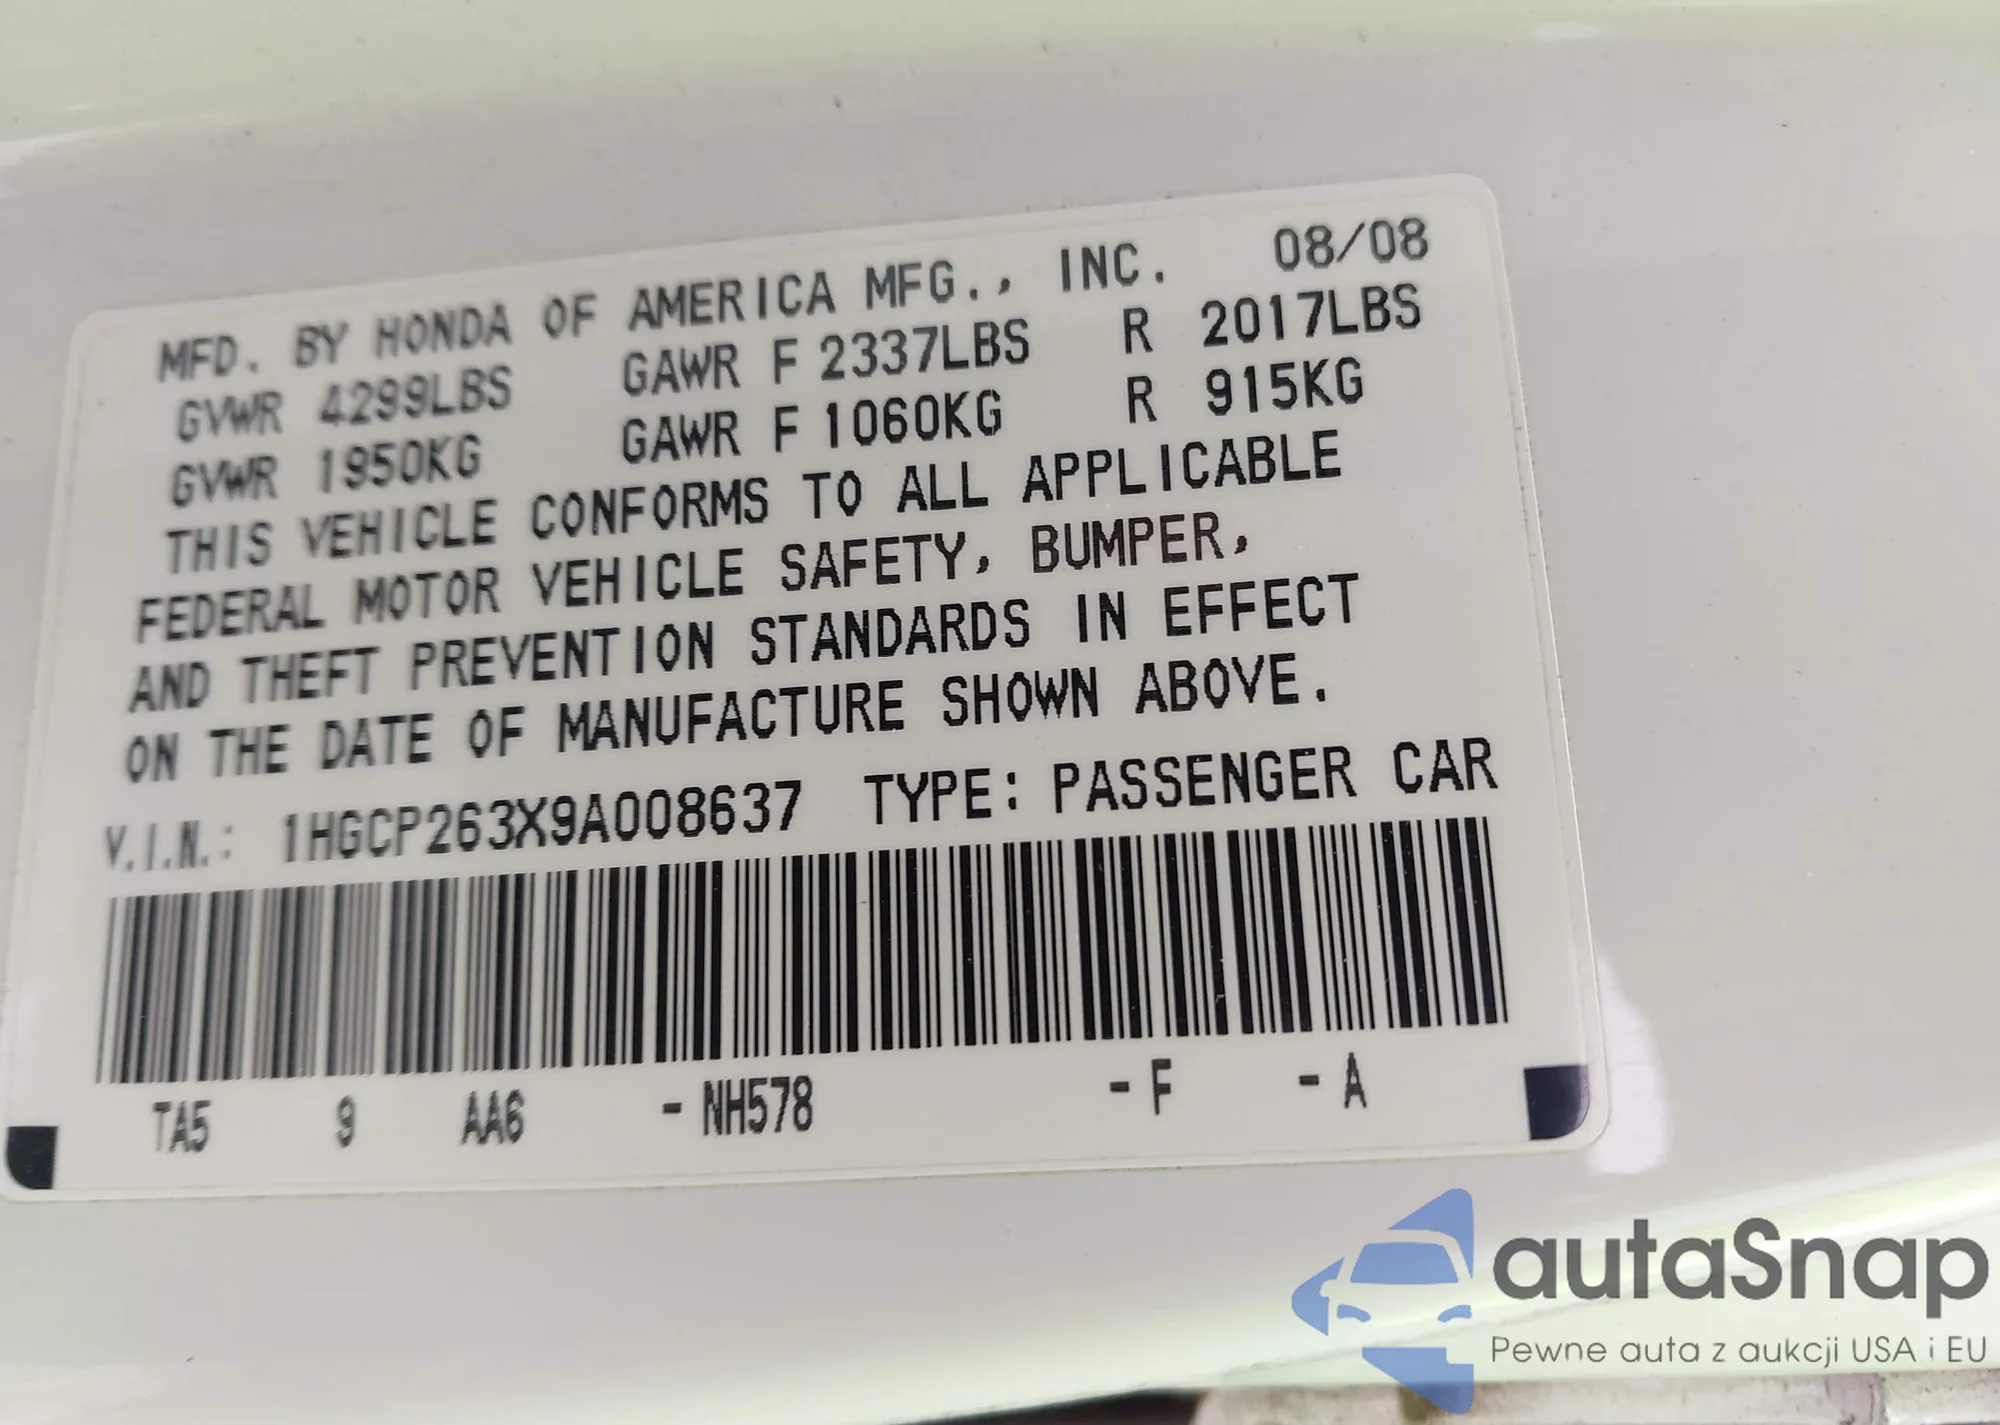 MFD. BY HONDA OF AMERICA MFG., INC. 08/08
GVWR 4299LBS GAWR F 2337LBS R 2017LBS
GVWR 1950KG GAWR F 1060KG R 915KG
THIS VEHICLE CONFORMS TO ALL APPLICABLE
FEDERAL MOTOR VEHICLE SAFETY, BUMPER,
AND THEFT PREVENTION STANDARDS IN EFFECT
ON THE DATE OF MANUFACTURE SHOWN ABOVE.
V.I.N.: 1HGCP263X9A008637 TYPE: PASSENGER CAR
TA5 9 AA6 - NH578 - F - A
autaSnap
Pewne auta z aukcji USA i EU